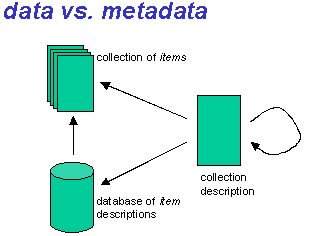 data vs. metadata
collection of items
collection
description
database of item
descriptions